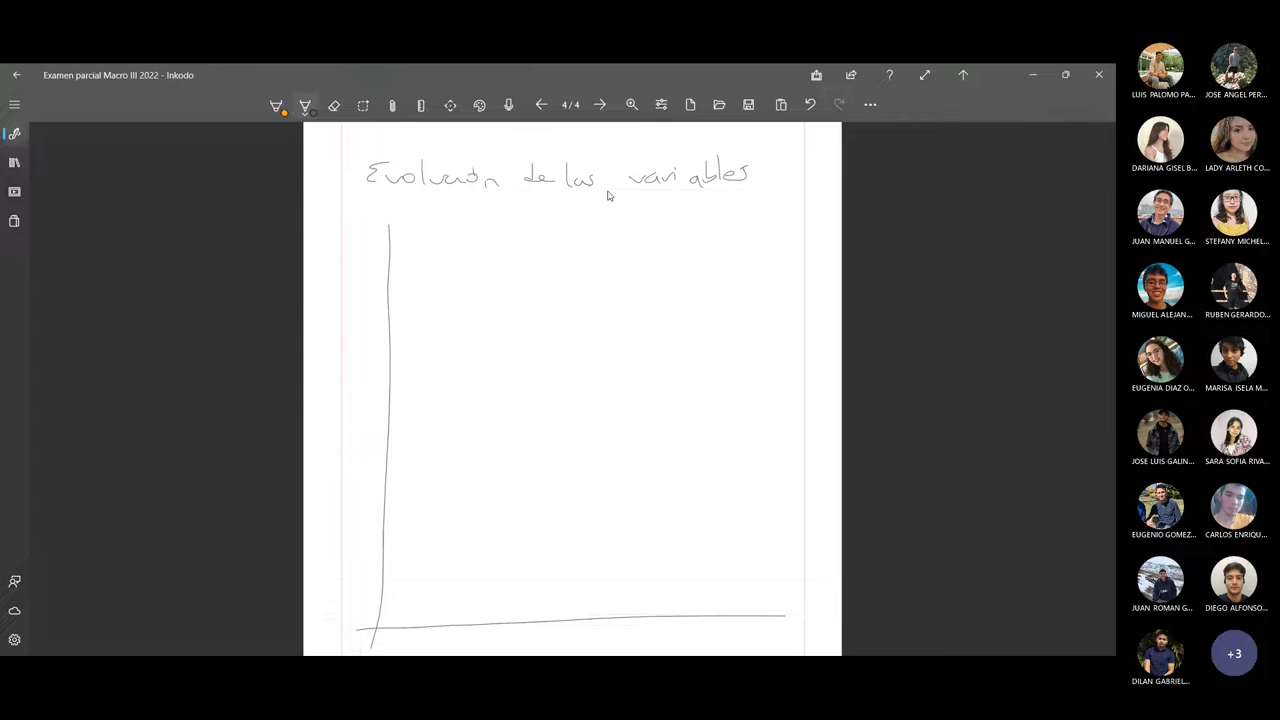 Examen parcial Macro III 2022 - Inkodo
4/4
Evolución de las variables
LUIS PALOMO PA...
JOSE ANGEL PER...
DARIANA GISEL B...
LADY ARLETH CO...
JUAN MANUEL G...
STEFANY MICHEL...
MIGUEL ALEJAN...
RUBEN GERARDO...
EUGENIA DIAZ O...
MARISA ISELA M...
JOSE LUIS GALIN...
SARA SOFIA RIVA...
EUGENIO GOMEZ...
CARLOS ENRIQU...
JUAN ROMAN G...
DIEGO ALFONSO...
DILAN GABRIEL...
+3